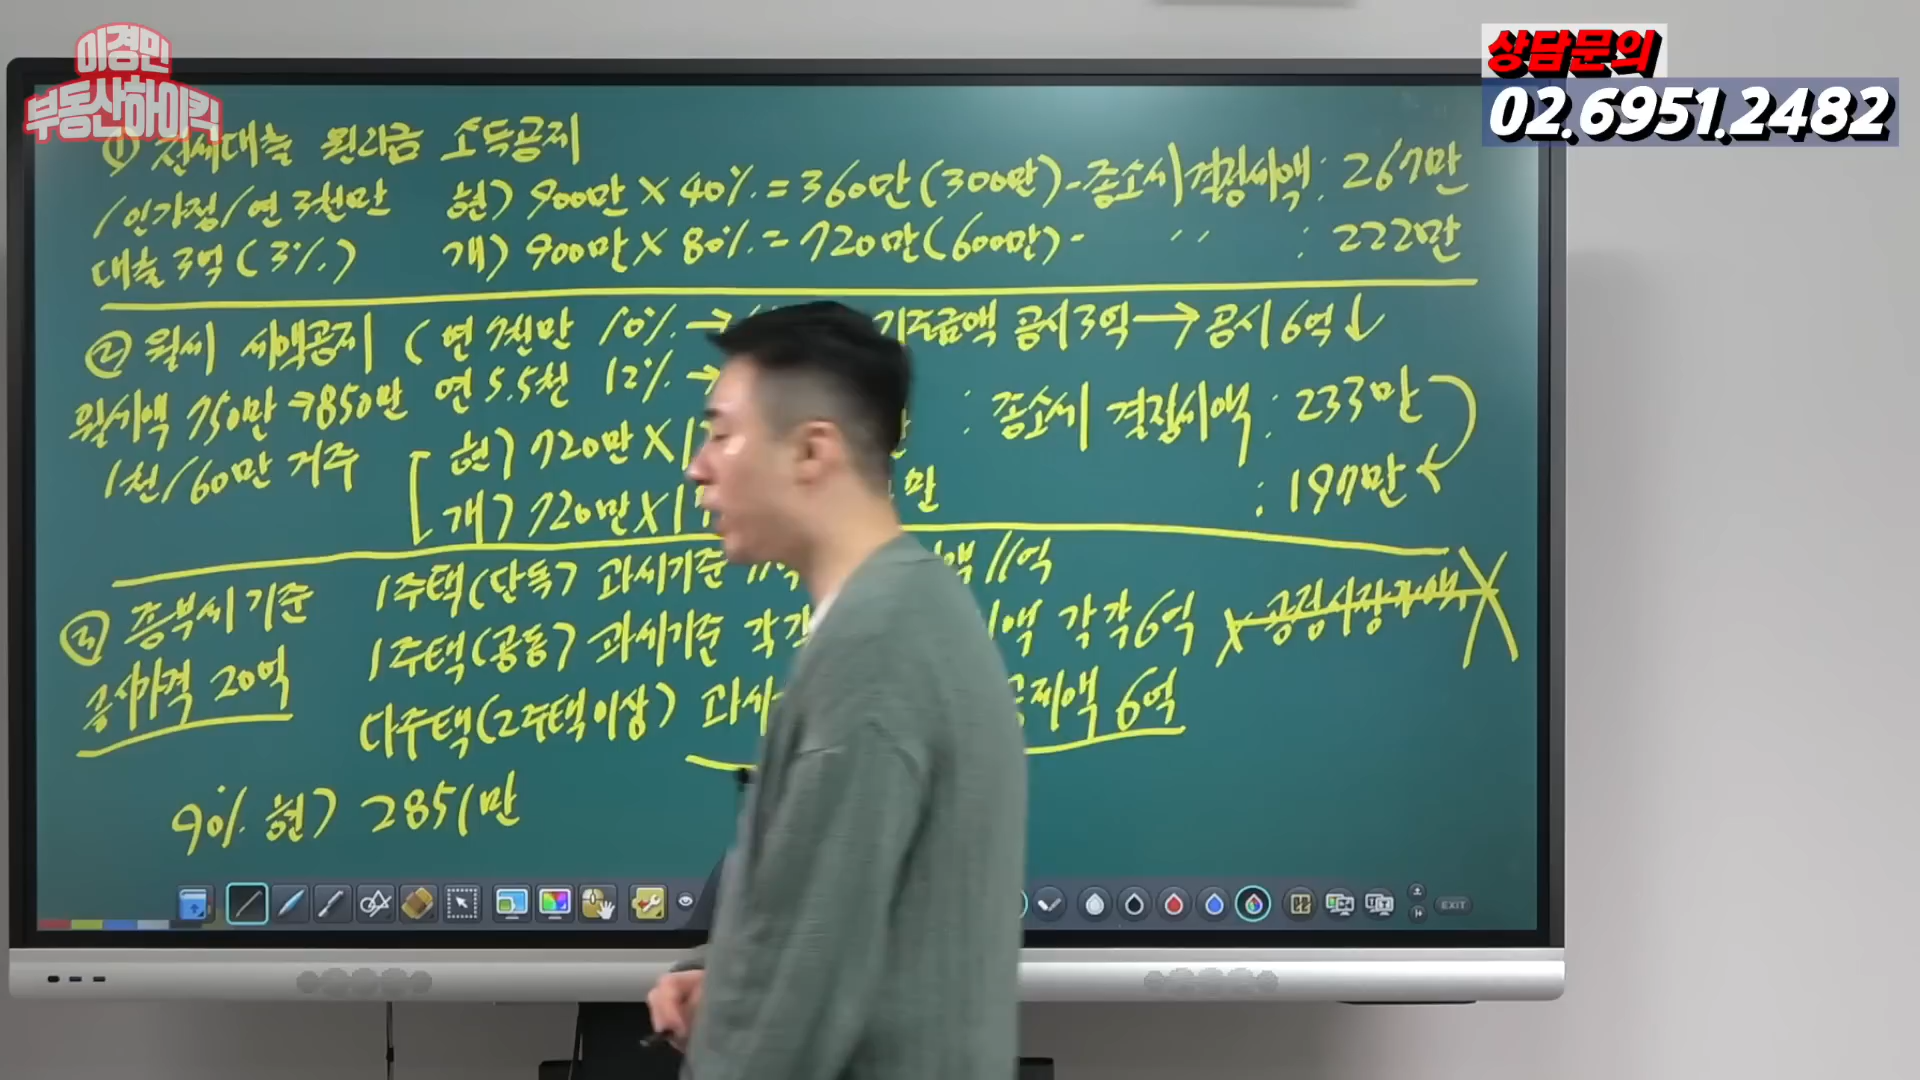 이경민
부동산하이킥
상담문의
02.6951.2482
① 전세대출 원리금 소득공제
1인가정/연 3천만 현) 900만 X 40% = 360만(300만) - 종소세 결정세액 : 267만
대출 3억 (3%) 개) 900만 X 80% = 720만(600만) - 〃 : 222만
② 월세 세액공제 ( 연 7천만 10% → 기준금액 공시 3억 → 공시 6억↓
월세액 750만 → 850만 연 5.5천 12% →
: 종소세 결정세액 : 233만
1천/60만 거주 현) 720만 X 만
개) 720만 X 만 : 197만
③ 종부세 기준 1주택(단독) 과세기준 11억
공시가격 20억 1주택(공동) 과세기준 각각 각각 6억 X 공정시장가액 X
다주택(2주택이상) 공제액 6억
90% 현) 2851만
EXIT